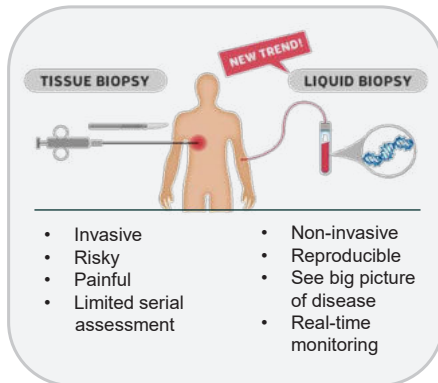 NEW TREND!
TISSUE BIOPSY
LIQUID BIOPSY
• Invasive
• Risky
• Painful
• Limited serial
assessment
• Non-invasive
• Reproducible
• See big picture
of disease
• Real-time
monitoring